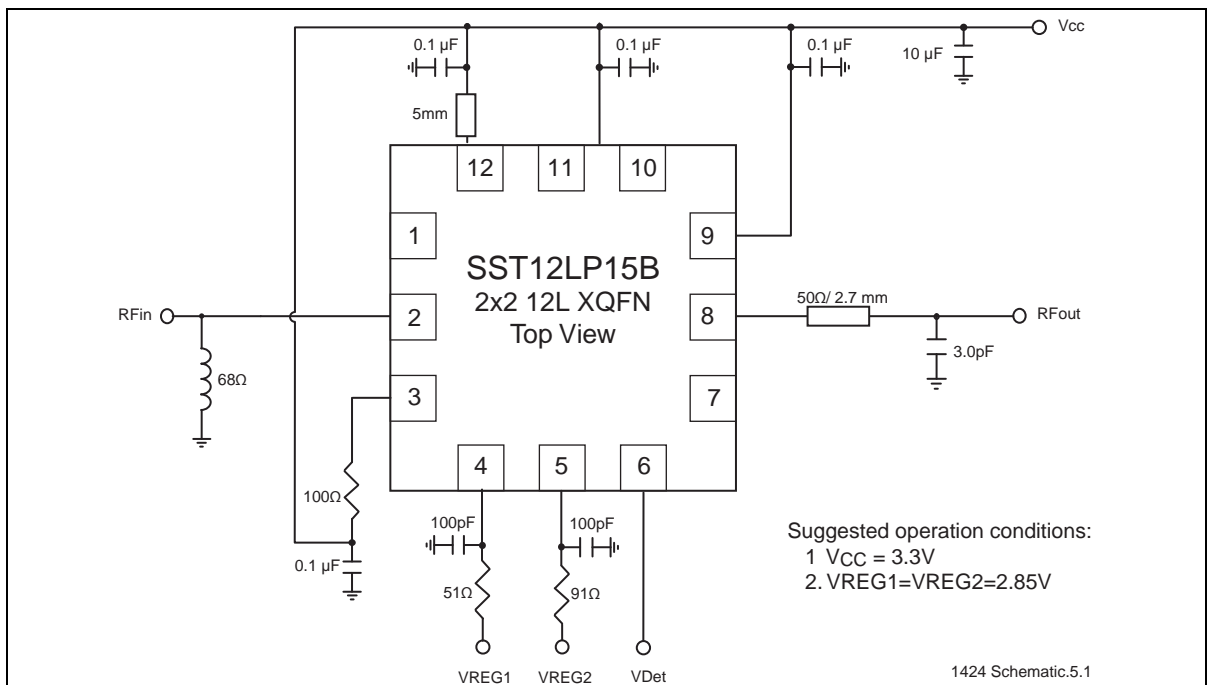 Vcc
0.1 µF
0.1 µF
0.1 µF
10 µF
5mm
12
11
10
1
9
SST12LP15B
2x2 12L XQFN
Top View
50Ω/ 2.7 mm
RFin
2
8
RFout
3.0pF
68Ω
3
7
4
5
6
100Ω
100pF
100pF
0.1 µF
51Ω
91Ω
Suggested operation conditions:
1 VCC = 3.3V
2. VREG1=VREG2=2.85V
VREG1
VREG2
VDet
1424 Schematic.5.1